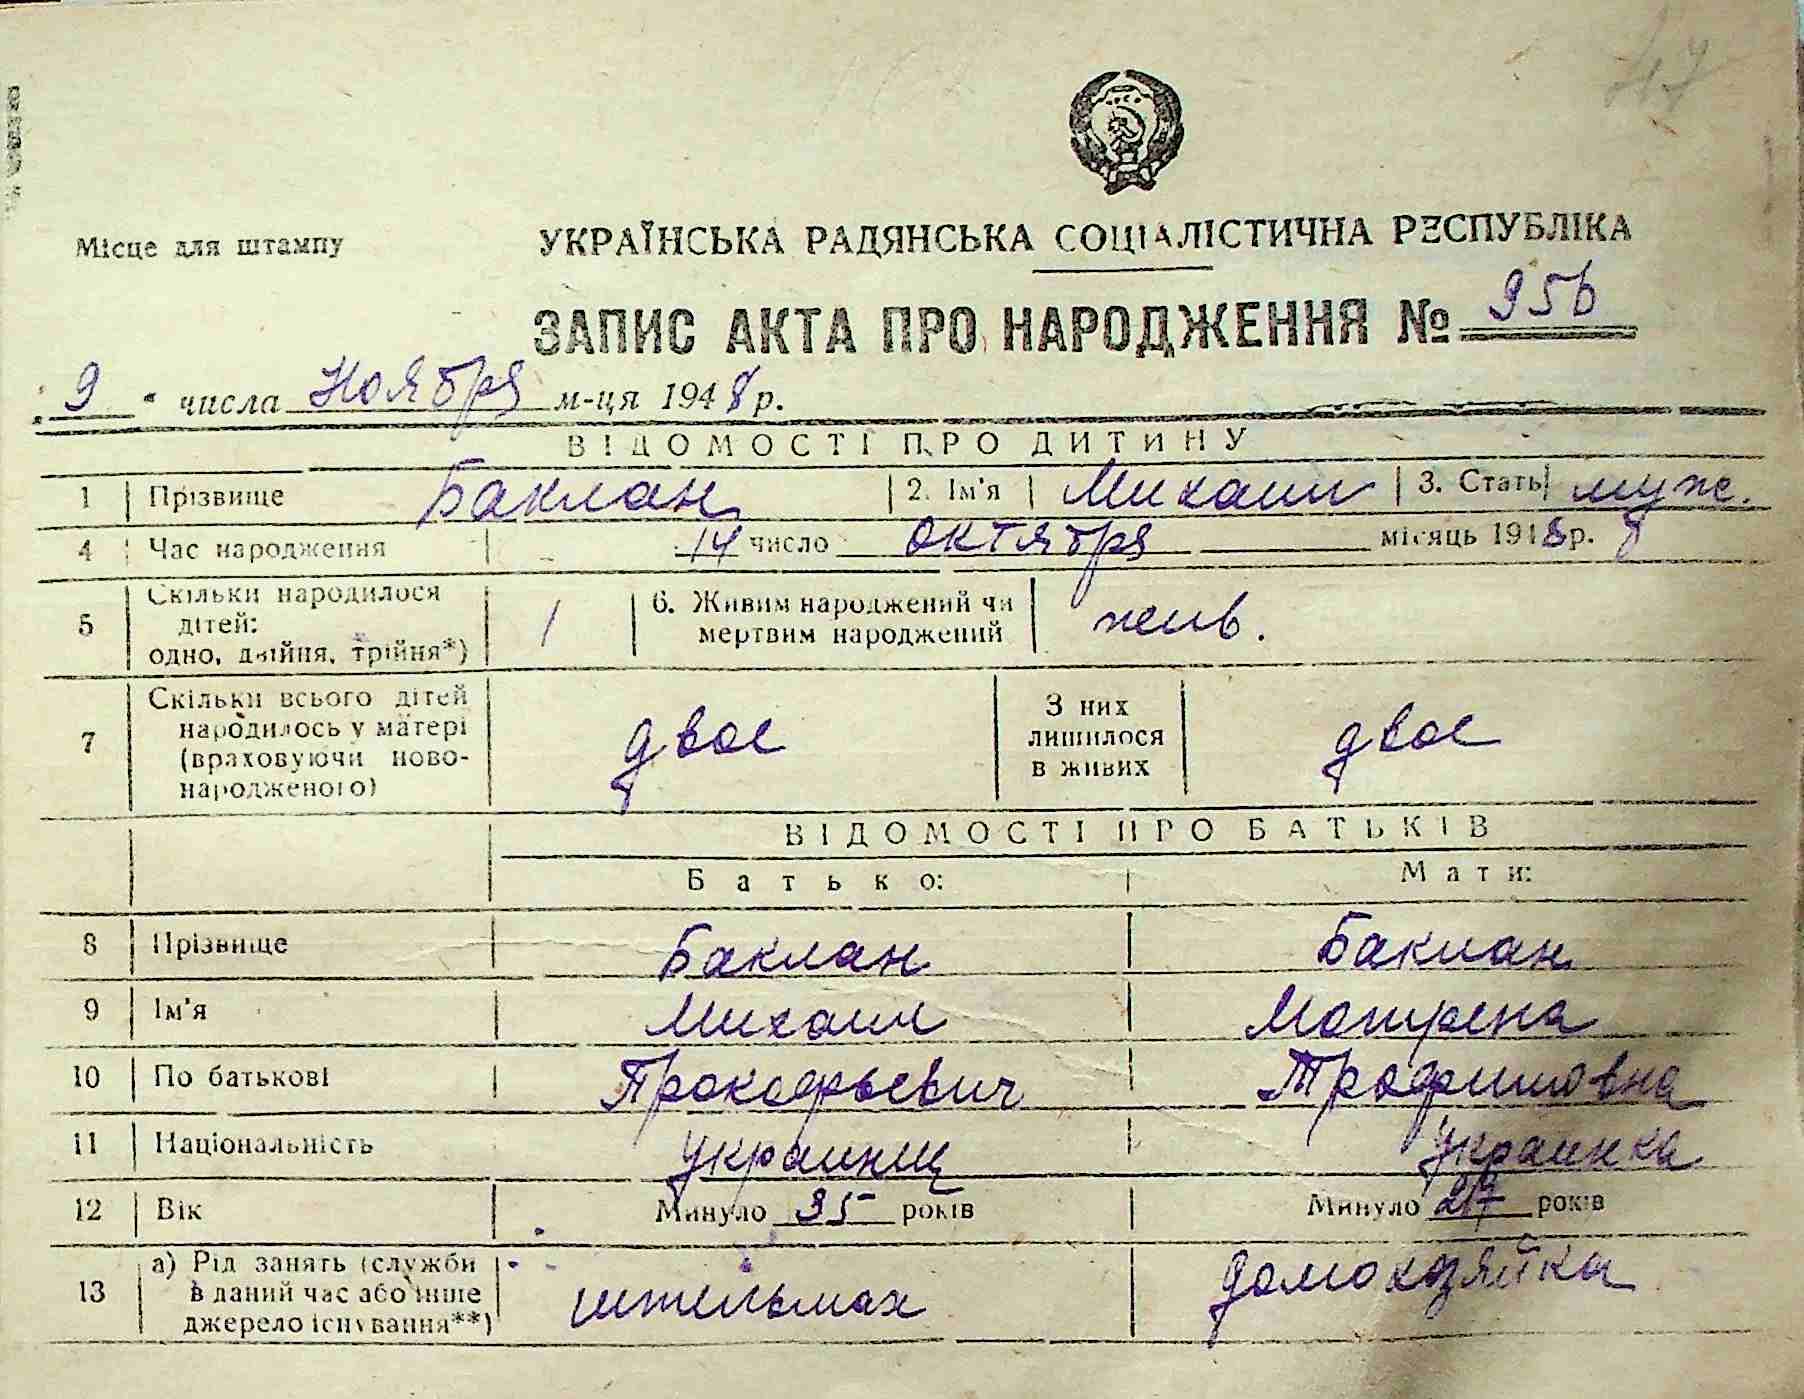 47
Місце для штампу
УКРАЇНСЬКА РАДЯНСЬКА СОЦІАЛІСТИЧНА РЕСПУБЛІКА
ЗАПИС АКТА ПРО НАРОДЖЕННЯ № 956
9 " числа Ноября м-ця 1948 р.
ВІДОМОСТІ ПРО ДИТИНУ
1 Прізвище Баклан 2. Ім'я Михаил 3. Стать муж.
4 Час народження 14 число октября місяць 1948 р. 8
5 Скільки народилося дітей: одно, двійня, трійня*) 1 6. Живим народжений чи мертвим народжений жив.
7 Скільки всього дітей народилось у матері (враховуючи новонародженого) двое З них лишилося в живих двое
ВІДОМОСТІ ПРО БАТЬКІВ
Батько: Мати:
8 Прізвище Баклан Баклан
9 Ім'я Михаил Мотрена
10 По батькові Прокофьевич Трофимовна
11 Національність украинец украинка
12 Вік Минуло 35 років Минуло 27 років
13 а) Рід занять (служби в даний час або інше джерело існування**) штельмах домохозяйка